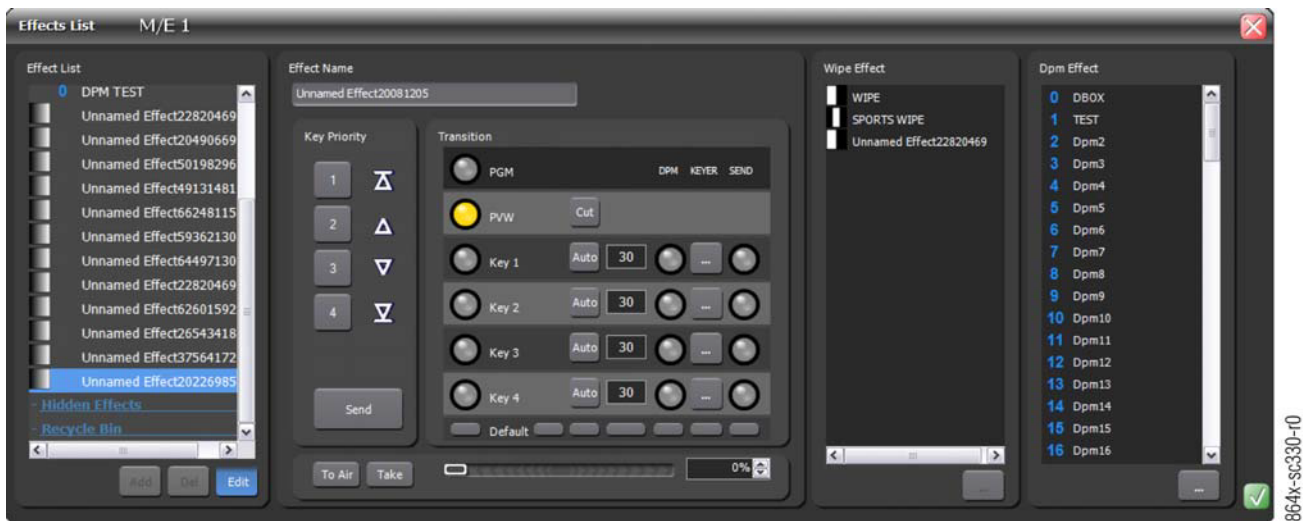 Effects List M/E 1
Effect List
0 DPM TEST
Unnamed Effect22820469
Unnamed Effect20490669
Unnamed Effect50198296
Unnamed Effect49131481
Unnamed Effect66248115
Unnamed Effect59362130
Unnamed Effect64497130
Unnamed Effect22820469
Unnamed Effect62601592
Unnamed Effect26543418
Unnamed Effect37564172
Unnamed Effect20226985
- Hidden Effects
- Recycle Bin
Add Del Edit
Effect Name
Unnamed Effect20081205
Key Priority
1
2
3
4
Send
Transition
PGM DPM KEYER SEND
PVW Cut
Key 1 Auto 30 ...
Key 2 Auto 30 ...
Key 3 Auto 30 ...
Key 4 Auto 30 ...
Default
To Air Take 0%
Wipe Effect
WIPE
SPORTS WIPE
Unnamed Effect22820469
...
Dpm Effect
0 DBOX
1 TEST
2 Dpm2
3 Dpm3
4 Dpm4
5 Dpm5
6 Dpm6
7 Dpm7
8 Dpm8
9 Dpm9
10 Dpm10
11 Dpm11
12 Dpm12
13 Dpm13
14 Dpm14
15 Dpm15
16 Dpm16
...
864x-sc330-r0